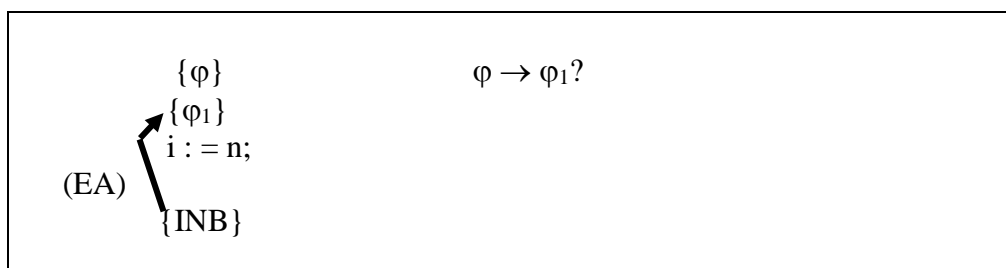 {φ} φ → φ₁?
{φ₁}
i : = n;
(EA)
{INB}